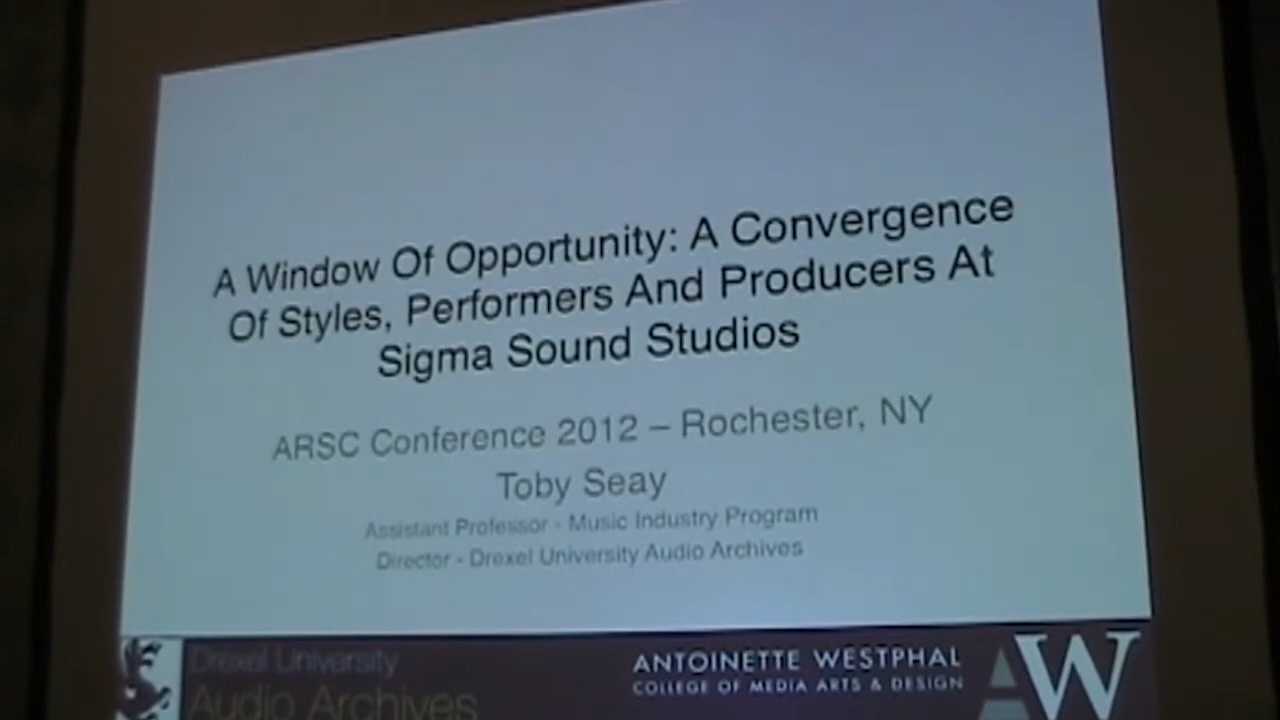 A Window Of Opportunity: A Convergence
Of Styles, Performers And Producers At
Sigma Sound Studios
ARSC Conference 2012 – Rochester, NY
Toby Seay
Assistant Professor - Music Industry Program
Director - Drexel University Audio Archives
Drexel University
Audio Archives
ANTOINETTE WESTPHAL
COLLEGE OF MEDIA ARTS & DESIGN
AW